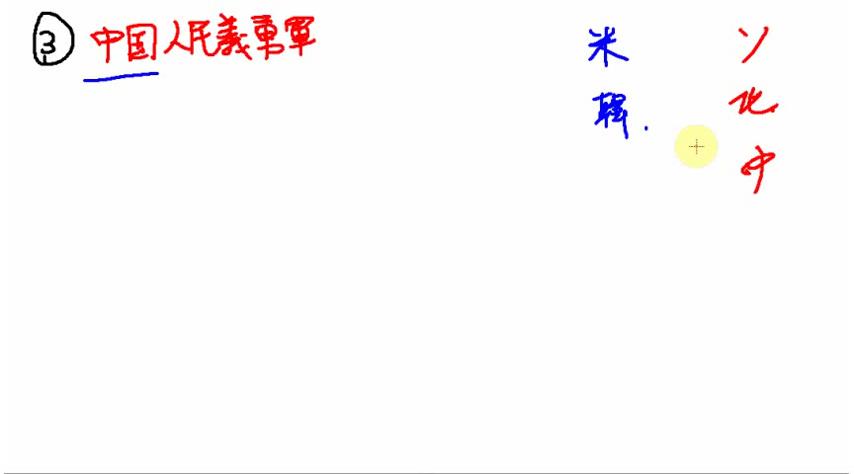 ③ 中国人民義勇軍
米 ソ
韓. 北
中